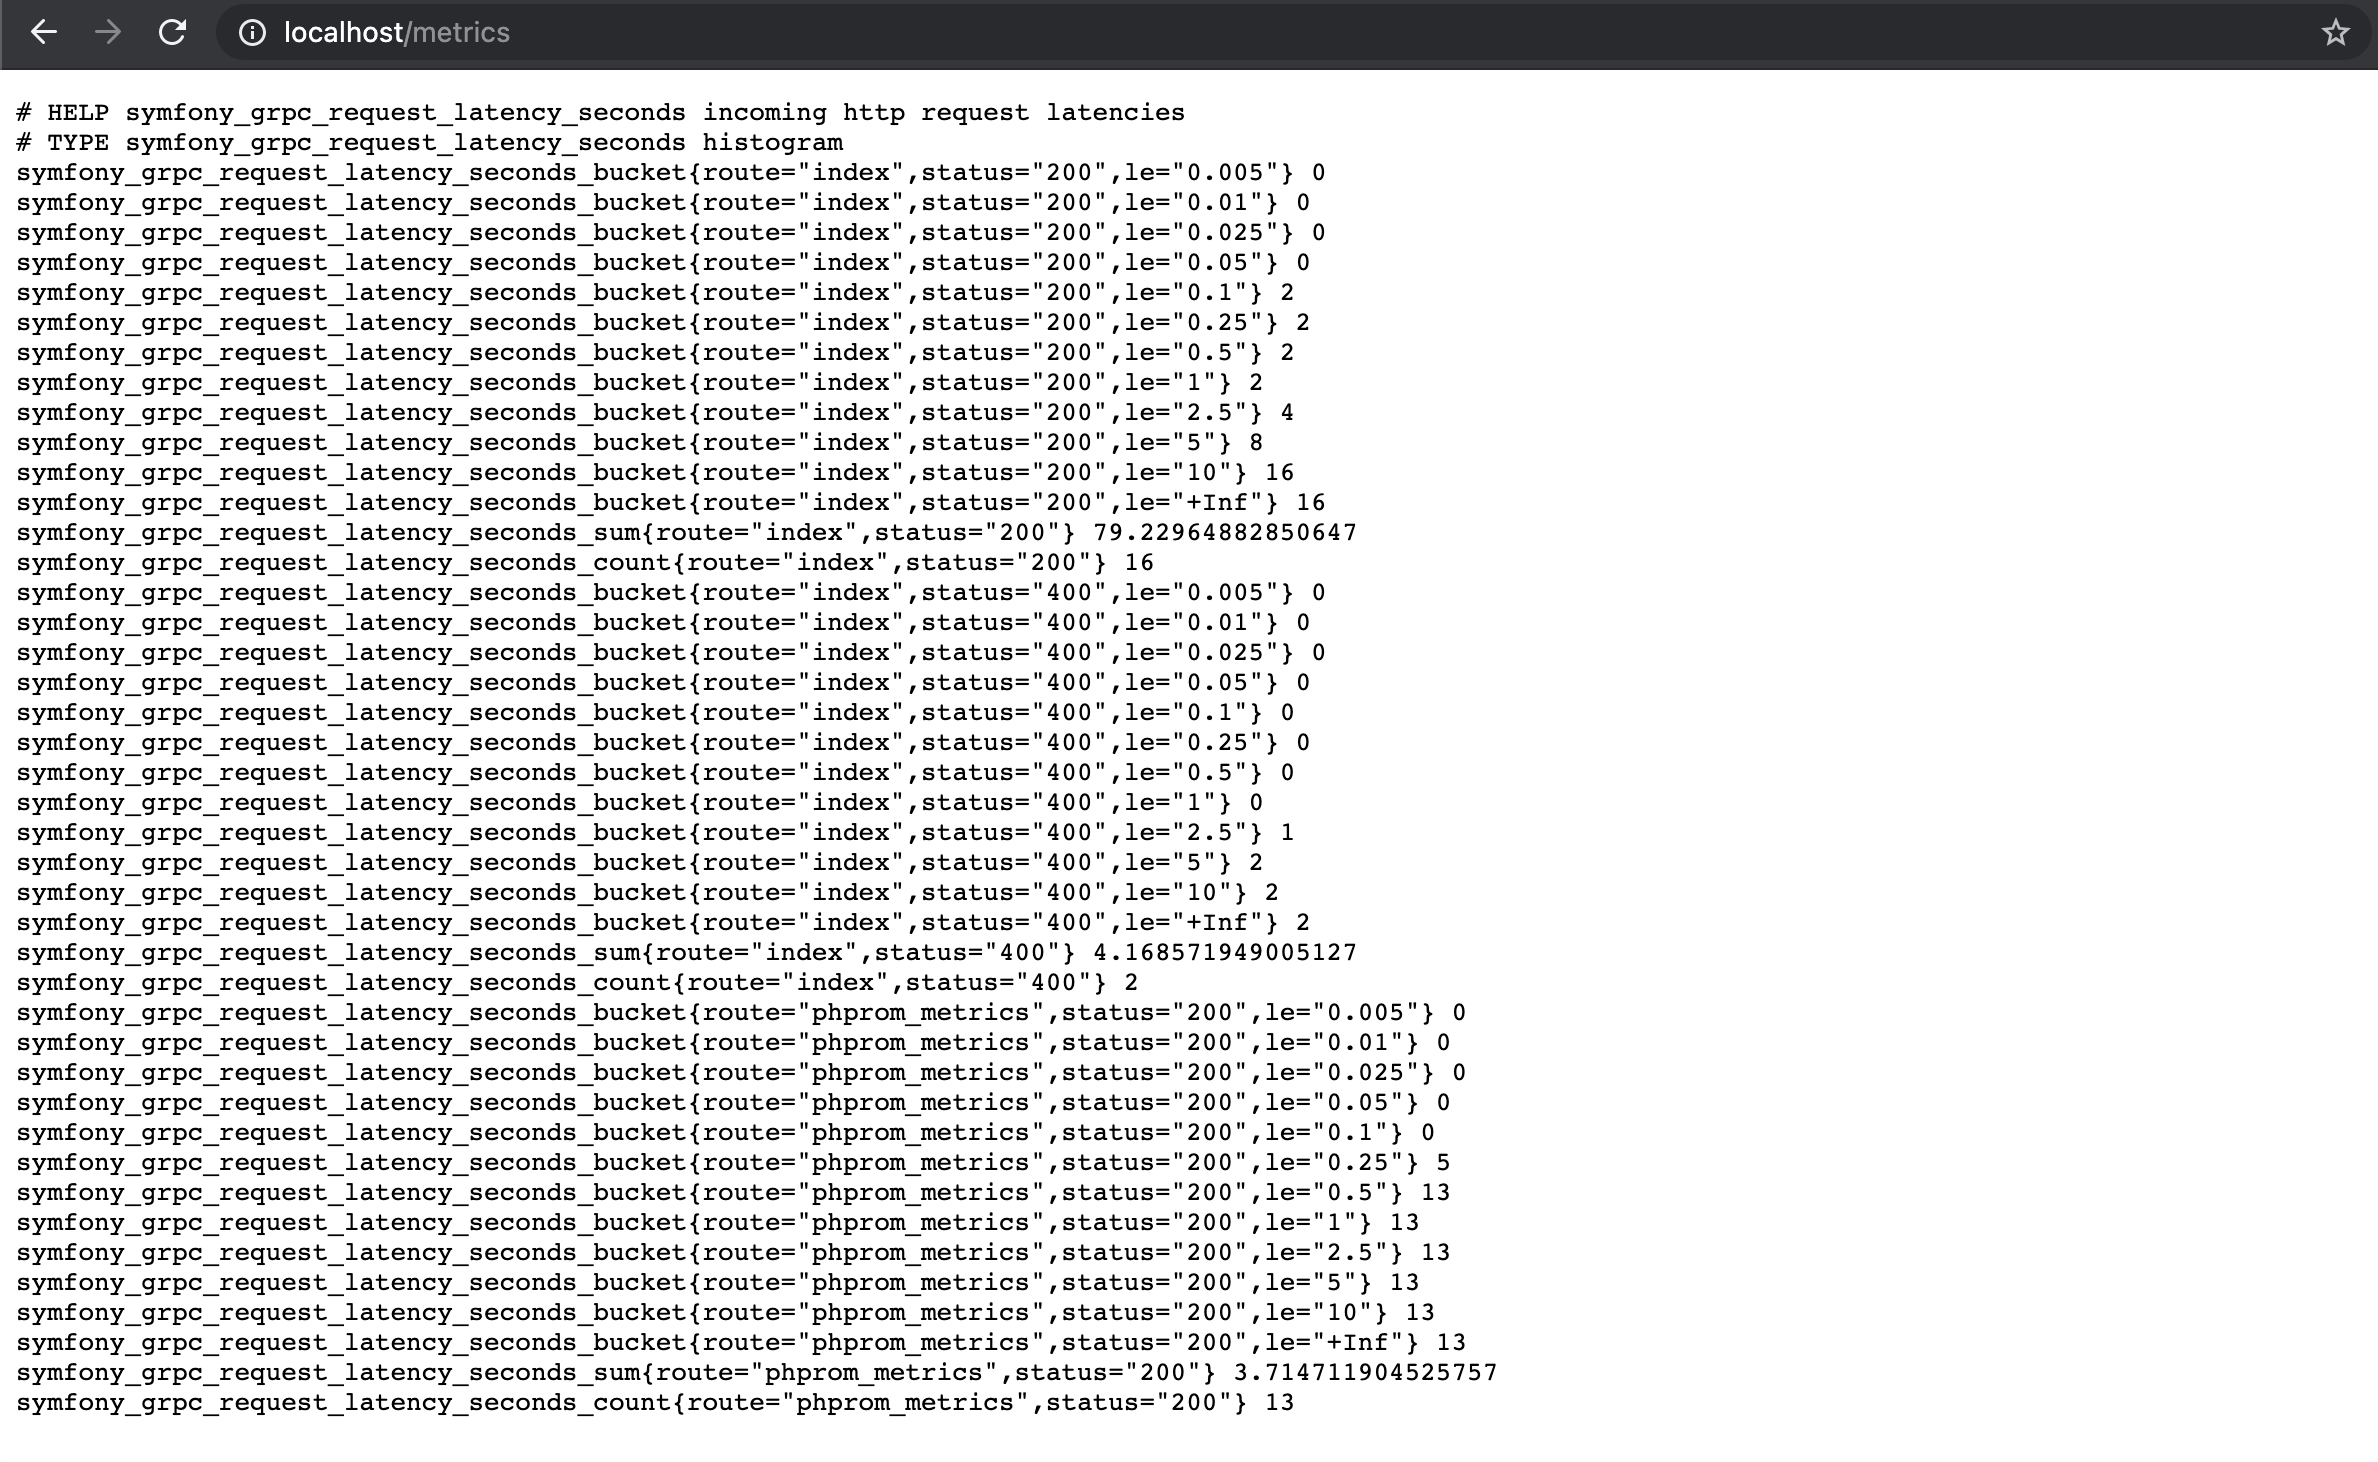 localhost/metrics
# HELP symfony_grpc_request_latency_seconds incoming http request latencies
# TYPE symfony_grpc_request_latency_seconds histogram
symfony_grpc_request_latency_seconds_bucket{route="index",status="200",le="0.005"} 0
symfony_grpc_request_latency_seconds_bucket{route="index",status="200",le="0.01"} 0
symfony_grpc_request_latency_seconds_bucket{route="index",status="200",le="0.025"} 0
symfony_grpc_request_latency_seconds_bucket{route="index",status="200",le="0.05"} 0
symfony_grpc_request_latency_seconds_bucket{route="index",status="200",le="0.1"} 2
symfony_grpc_request_latency_seconds_bucket{route="index",status="200",le="0.25"} 2
symfony_grpc_request_latency_seconds_bucket{route="index",status="200",le="0.5"} 2
symfony_grpc_request_latency_seconds_bucket{route="index",status="200",le="1"} 2
symfony_grpc_request_latency_seconds_bucket{route="index",status="200",le="2.5"} 4
symfony_grpc_request_latency_seconds_bucket{route="index",status="200",le="5"} 8
symfony_grpc_request_latency_seconds_bucket{route="index",status="200",le="10"} 16
symfony_grpc_request_latency_seconds_bucket{route="index",status="200",le="+Inf"} 16
symfony_grpc_request_latency_seconds_sum{route="index",status="200"} 79.22964882850647
symfony_grpc_request_latency_seconds_count{route="index",status="200"} 16
symfony_grpc_request_latency_seconds_bucket{route="index",status="400",le="0.005"} 0
symfony_grpc_request_latency_seconds_bucket{route="index",status="400",le="0.01"} 0
symfony_grpc_request_latency_seconds_bucket{route="index",status="400",le="0.025"} 0
symfony_grpc_request_latency_seconds_bucket{route="index",status="400",le="0.05"} 0
symfony_grpc_request_latency_seconds_bucket{route="index",status="400",le="0.1"} 0
symfony_grpc_request_latency_seconds_bucket{route="index",status="400",le="0.25"} 0
symfony_grpc_request_latency_seconds_bucket{route="index",status="400",le="0.5"} 0
symfony_grpc_request_latency_seconds_bucket{route="index",status="400",le="1"} 0
symfony_grpc_request_latency_seconds_bucket{route="index",status="400",le="2.5"} 1
symfony_grpc_request_latency_seconds_bucket{route="index",status="400",le="5"} 2
symfony_grpc_request_latency_seconds_bucket{route="index",status="400",le="10"} 2
symfony_grpc_request_latency_seconds_bucket{route="index",status="400",le="+Inf"} 2
symfony_grpc_request_latency_seconds_sum{route="index",status="400"} 4.168571949005127
symfony_grpc_request_latency_seconds_count{route="index",status="400"} 2
symfony_grpc_request_latency_seconds_bucket{route="phprom_metrics",status="200",le="0.005"} 0
symfony_grpc_request_latency_seconds_bucket{route="phprom_metrics",status="200",le="0.01"} 0
symfony_grpc_request_latency_seconds_bucket{route="phprom_metrics",status="200",le="0.025"} 0
symfony_grpc_request_latency_seconds_bucket{route="phprom_metrics",status="200",le="0.05"} 0
symfony_grpc_request_latency_seconds_bucket{route="phprom_metrics",status="200",le="0.1"} 0
symfony_grpc_request_latency_seconds_bucket{route="phprom_metrics",status="200",le="0.25"} 5
symfony_grpc_request_latency_seconds_bucket{route="phprom_metrics",status="200",le="0.5"} 13
symfony_grpc_request_latency_seconds_bucket{route="phprom_metrics",status="200",le="1"} 13
symfony_grpc_request_latency_seconds_bucket{route="phprom_metrics",status="200",le="2.5"} 13
symfony_grpc_request_latency_seconds_bucket{route="phprom_metrics",status="200",le="5"} 13
symfony_grpc_request_latency_seconds_bucket{route="phprom_metrics",status="200",le="10"} 13
symfony_grpc_request_latency_seconds_bucket{route="phprom_metrics",status="200",le="+Inf"} 13
symfony_grpc_request_latency_seconds_sum{route="phprom_metrics",status="200"} 3.714711904525757
symfony_grpc_request_latency_seconds_count{route="phprom_metrics",status="200"} 13